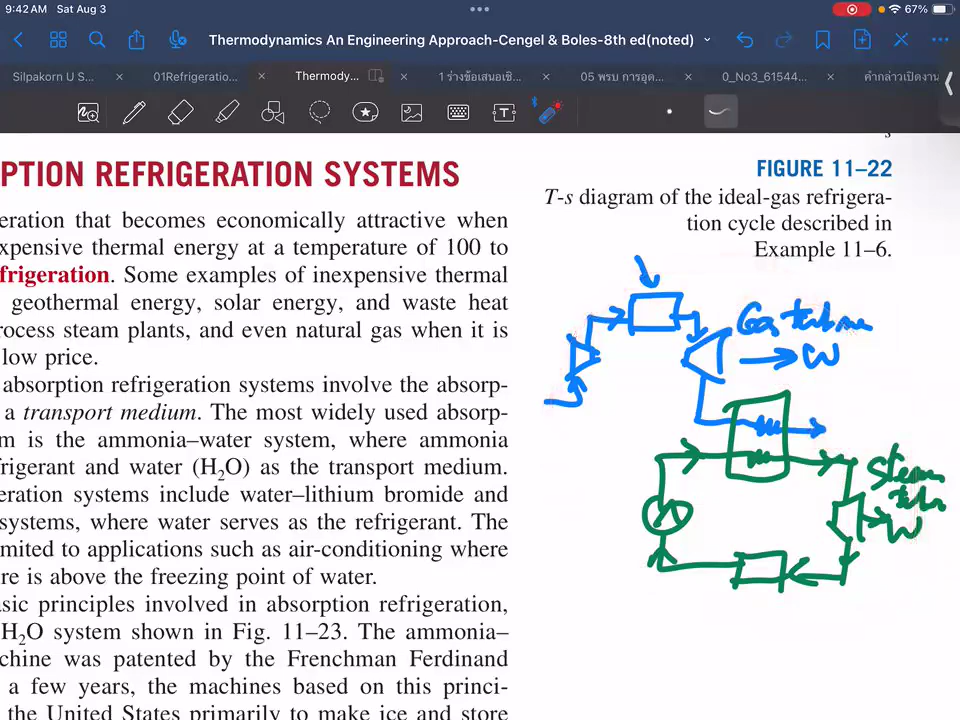 9:42 AM Sat Aug 3
67%
Thermodynamics An Engineering Approach-Cengel & Boles-8th ed(noted)
Silpakorn U S...
01Refrigeratio...
Thermody...
1 ร่างข้อเสนอเชิ...
05 พรบ การอุด...
0_No3_61544...
คำกล่าวเปิดงาน
PTION REFRIGERATION SYSTEMS
eration that becomes economically attractive when
xpensive thermal energy at a temperature of 100 to
frigeration. Some examples of inexpensive thermal
geothermal energy, solar energy, and waste heat
rocess steam plants, and even natural gas when it is
low price.
absorption refrigeration systems involve the absorp-
a transport medium. The most widely used absorp-
m is the ammonia–water system, where ammonia
frigerant and water (H₂O) as the transport medium.
eration systems include water–lithium bromide and
systems, where water serves as the refrigerant. The
mited to applications such as air-conditioning where
re is above the freezing point of water.
asic principles involved in absorption refrigeration,
H₂O system shown in Fig. 11–23. The ammonia–
chine was patented by the Frenchman Ferdinand
a few years, the machines based on this princi-
the United States primarily to make ice and store
s
FIGURE 11–22
T-s diagram of the ideal-gas refrigera-
tion cycle described in
Example 11–6.
W
W